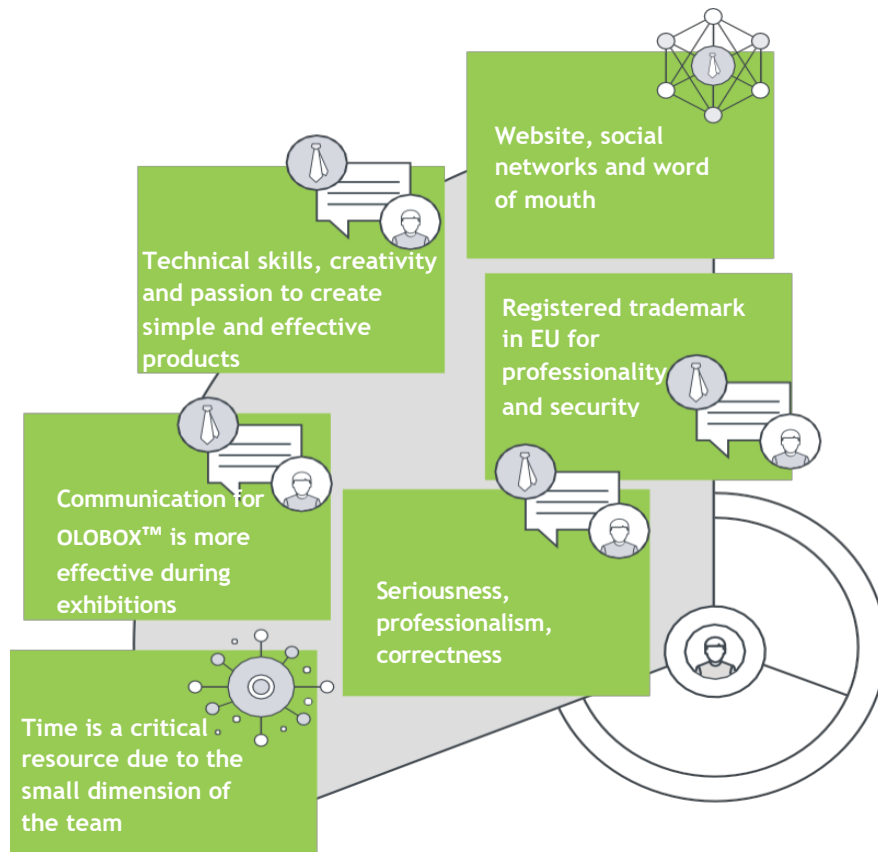 Website, social
networks and word
of mouth
Technical skills, creativity
and passion to create
simple and effective
products
Registered trademark
in EU for
professionality
and security
Communication for
OLOBOX™ is more
effective during
exhibitions
Seriousness,
professionalism,
correctness
Time is a critical
resource due to the
small dimension of
the team